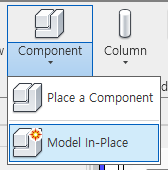 Component
Column
Place a Component
Model In-Place